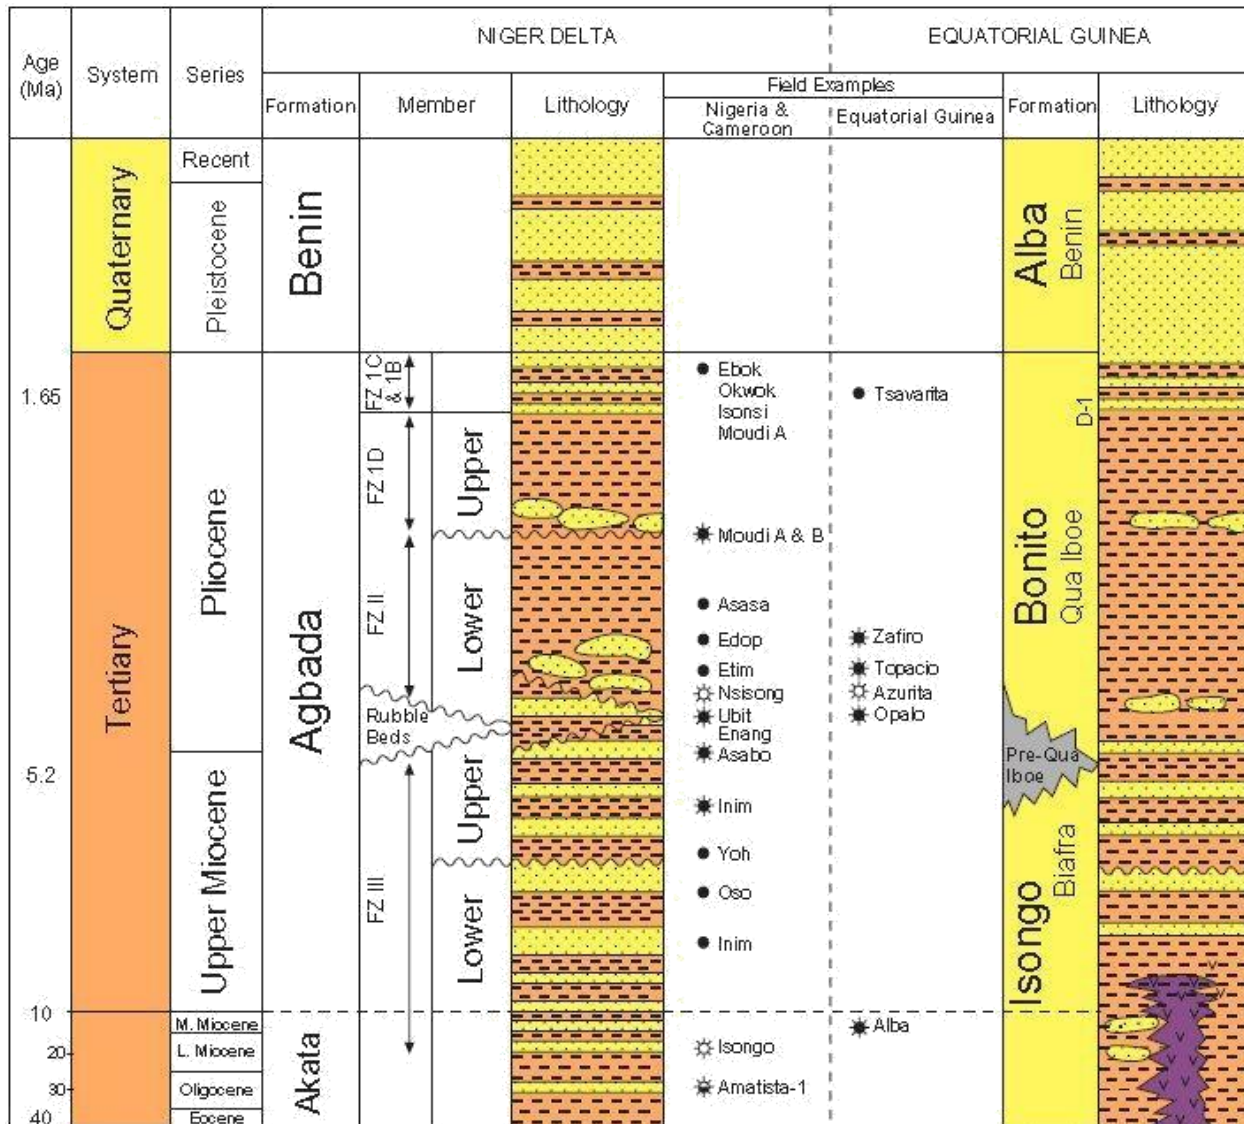 NIGER DELTA
EQUATORIAL GUINEA
Age
(Ma)
System
Series
Formation
Member
Lithology
Field Examples
Nigeria &
Cameroon
Equatorial Guinea
Formation
Lithology
Quaternary
Recent
Pleistocene
Benin
Alba
Benin
1.65
Tertiary
Pliocene
Agbada
FZ 1C
& 1B
FZ 1D
Upper
FZ II
Lower
Rubble
Beds
Ebok
Okwok
Isonsi
Moudi A
Tsavarita
D-1
Moudi A & B
Asasa
Edop
Etim
Nsisong
Ubit
Enang
Asabo
Zafiro
Topacio
Azurita
Opalo
Bonito
Qua Iboe
Pre-Qua
Iboe
5.2
Upper Miocene
FZ III
Upper
Lower
Inim
Yoh
Oso
Inim
Isongo
Biafra
10
M. Miocene
20
L. Miocene
30
Oligocene
40
Eocene
Akata
Isongo
Amatista-1
Alba